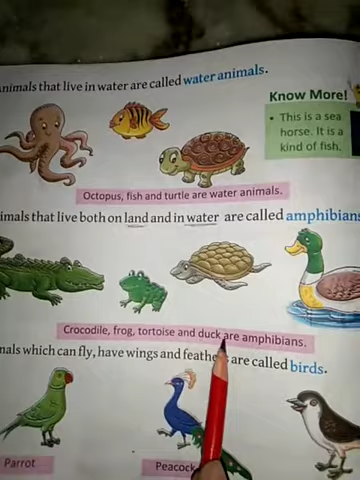 nimals that live in water are called water animals.
Know More!
• This is a sea
horse. It is a
kind of fish.
Octopus, fish and turtle are water animals.
imals that live both on land and in water are called amphibians
Crocodile, frog, tortoise and duck are amphibians.
nals which can fly, have wings and feathe s are called birds.
Parrot
Peacock